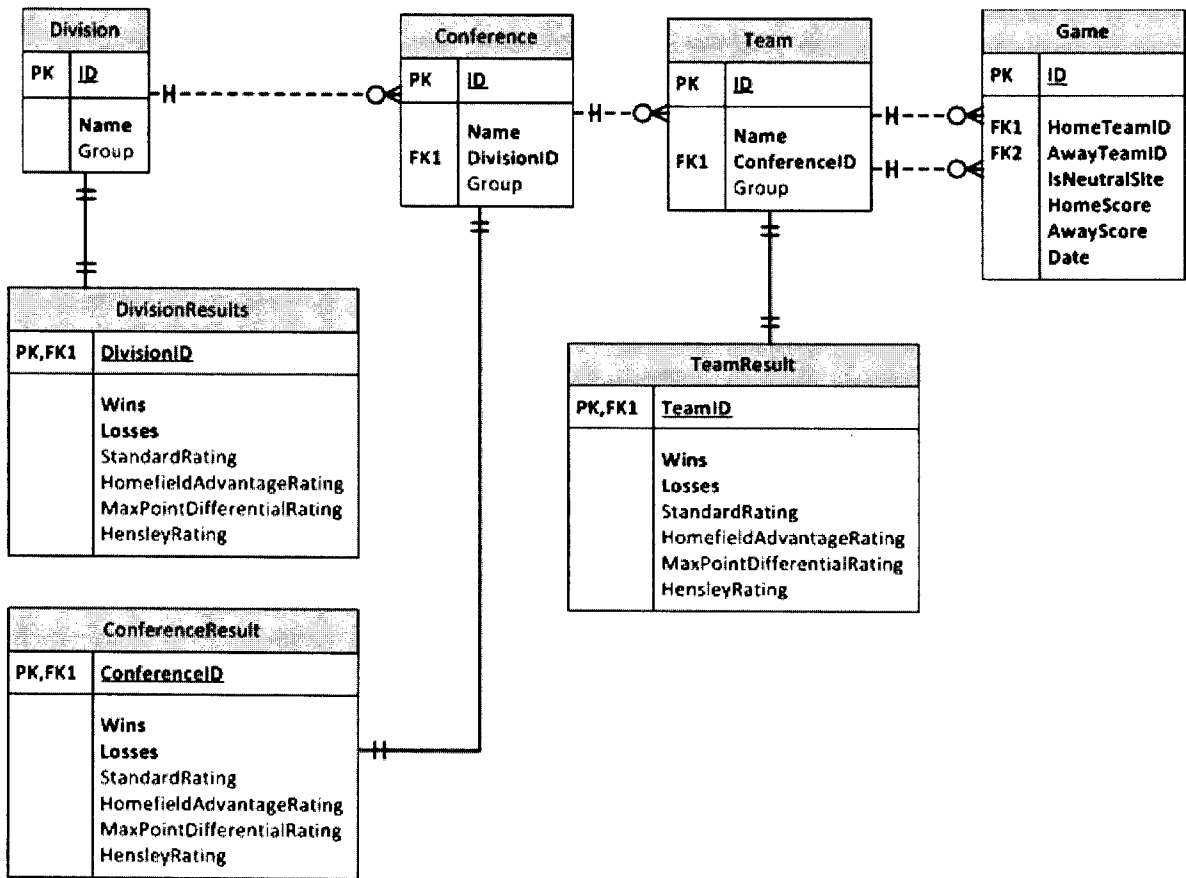 Division
PK ID
Name
Group
Conference
PK ID
Name
FK1 DivisionID
Group
Team
PK ID
Name
FK1 ConferenceID
Group
Game
PK ID
FK1 HomeTeamID
FK2 AwayTeamID
IsNeutralSite
HomeScore
AwayScore
Date
DivisionResults
PK,FK1 DivisionID
Wins
Losses
StandardRating
HomefieldAdvantageRating
MaxPointDifferentialRating
HensleyRating
TeamResult
PK,FK1 TeamID
Wins
Losses
StandardRating
HomefieldAdvantageRating
MaxPointDifferentialRating
HensleyRating
ConferenceResult
PK,FK1 ConferenceID
Wins
Losses
StandardRating
HomefieldAdvantageRating
MaxPointDifferentialRating
HensleyRating